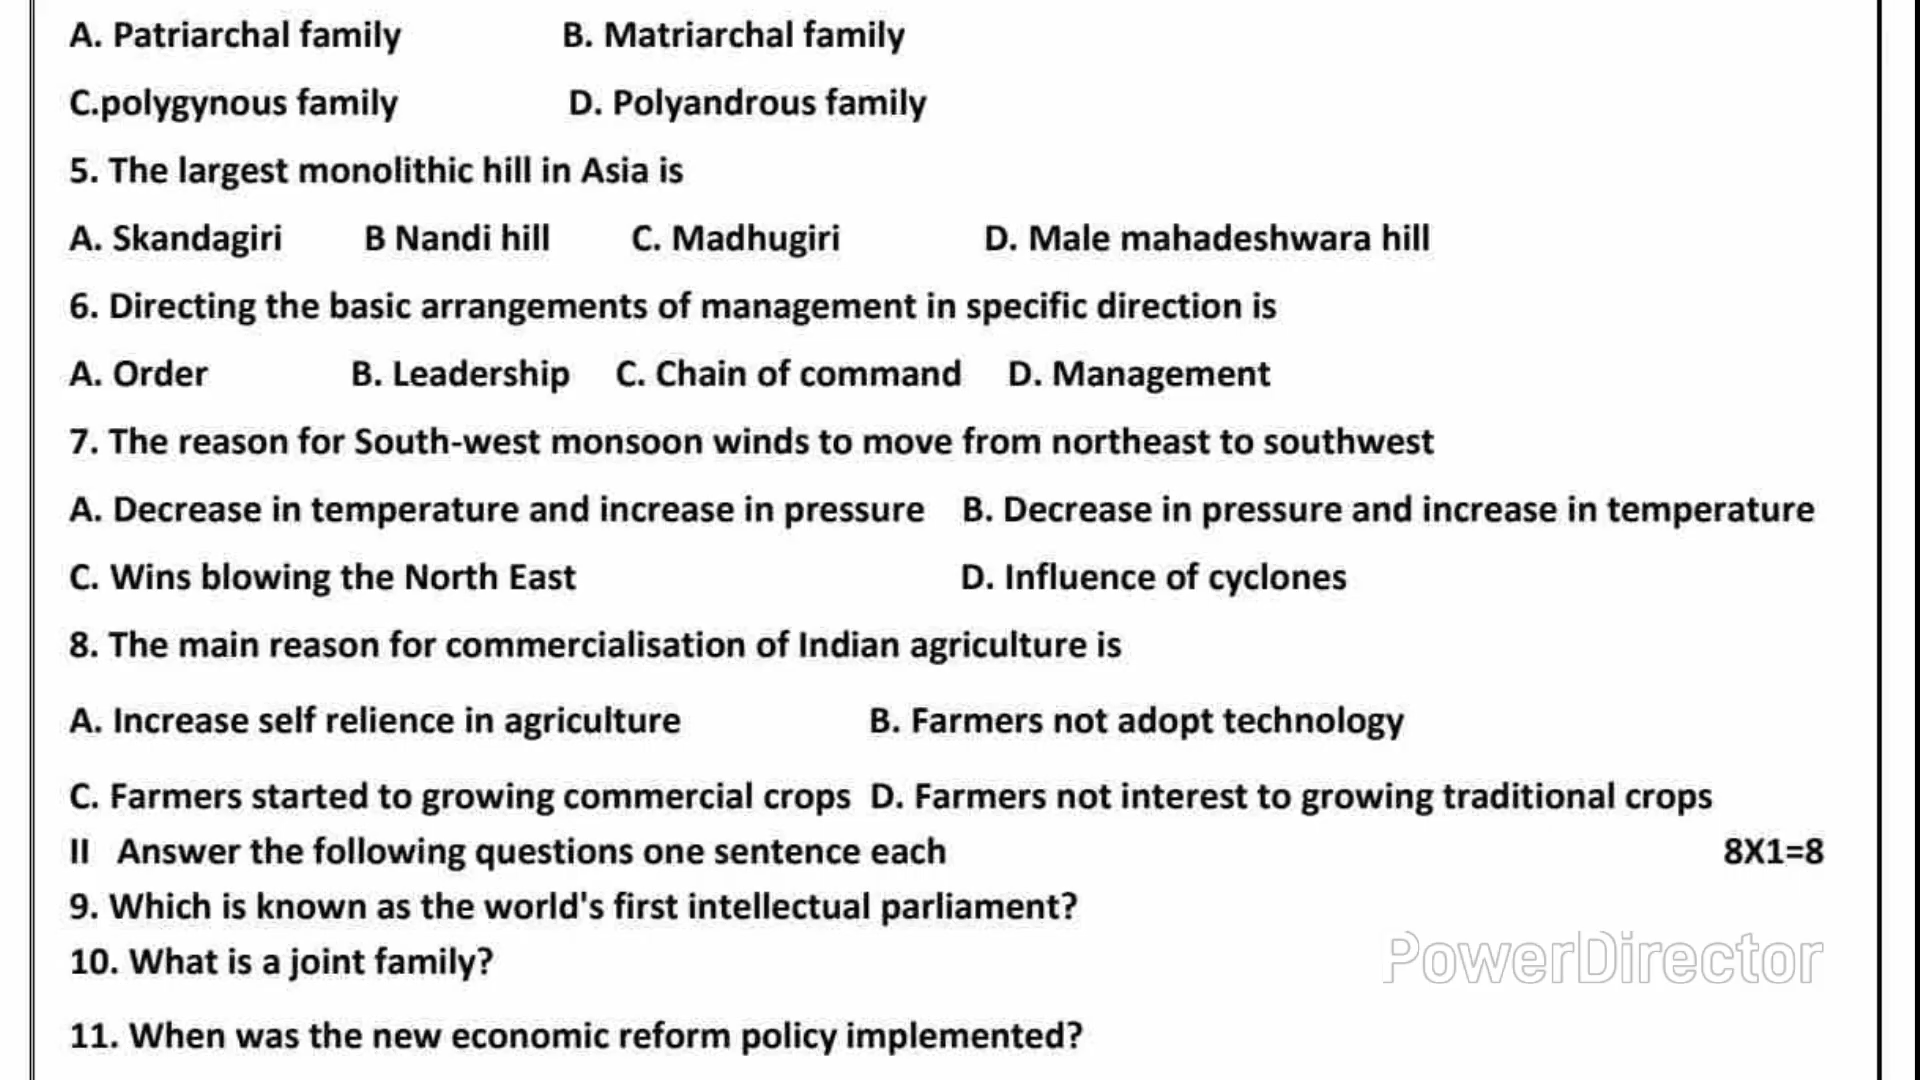 A. Patriarchal family B. Matriarchal family
C.polygynous family D. Polyandrous family
5. The largest monolithic hill in Asia is
A. Skandagiri B Nandi hill C. Madhugiri D. Male mahadeshwara hill
6. Directing the basic arrangements of management in specific direction is
A. Order B. Leadership C. Chain of command D. Management
7. The reason for South-west monsoon winds to move from northeast to southwest
A. Decrease in temperature and increase in pressure B. Decrease in pressure and increase in temperature
C. Wins blowing the North East D. Influence of cyclones
8. The main reason for commercialisation of Indian agriculture is
A. Increase self relience in agriculture B. Farmers not adopt technology
C. Farmers started to growing commercial crops D. Farmers not interest to growing traditional crops
II Answer the following questions one sentence each 8X1=8
9. Which is known as the world's first intellectual parliament?
10. What is a joint family?
PowerDirector
11. When was the new economic reform policy implemented?